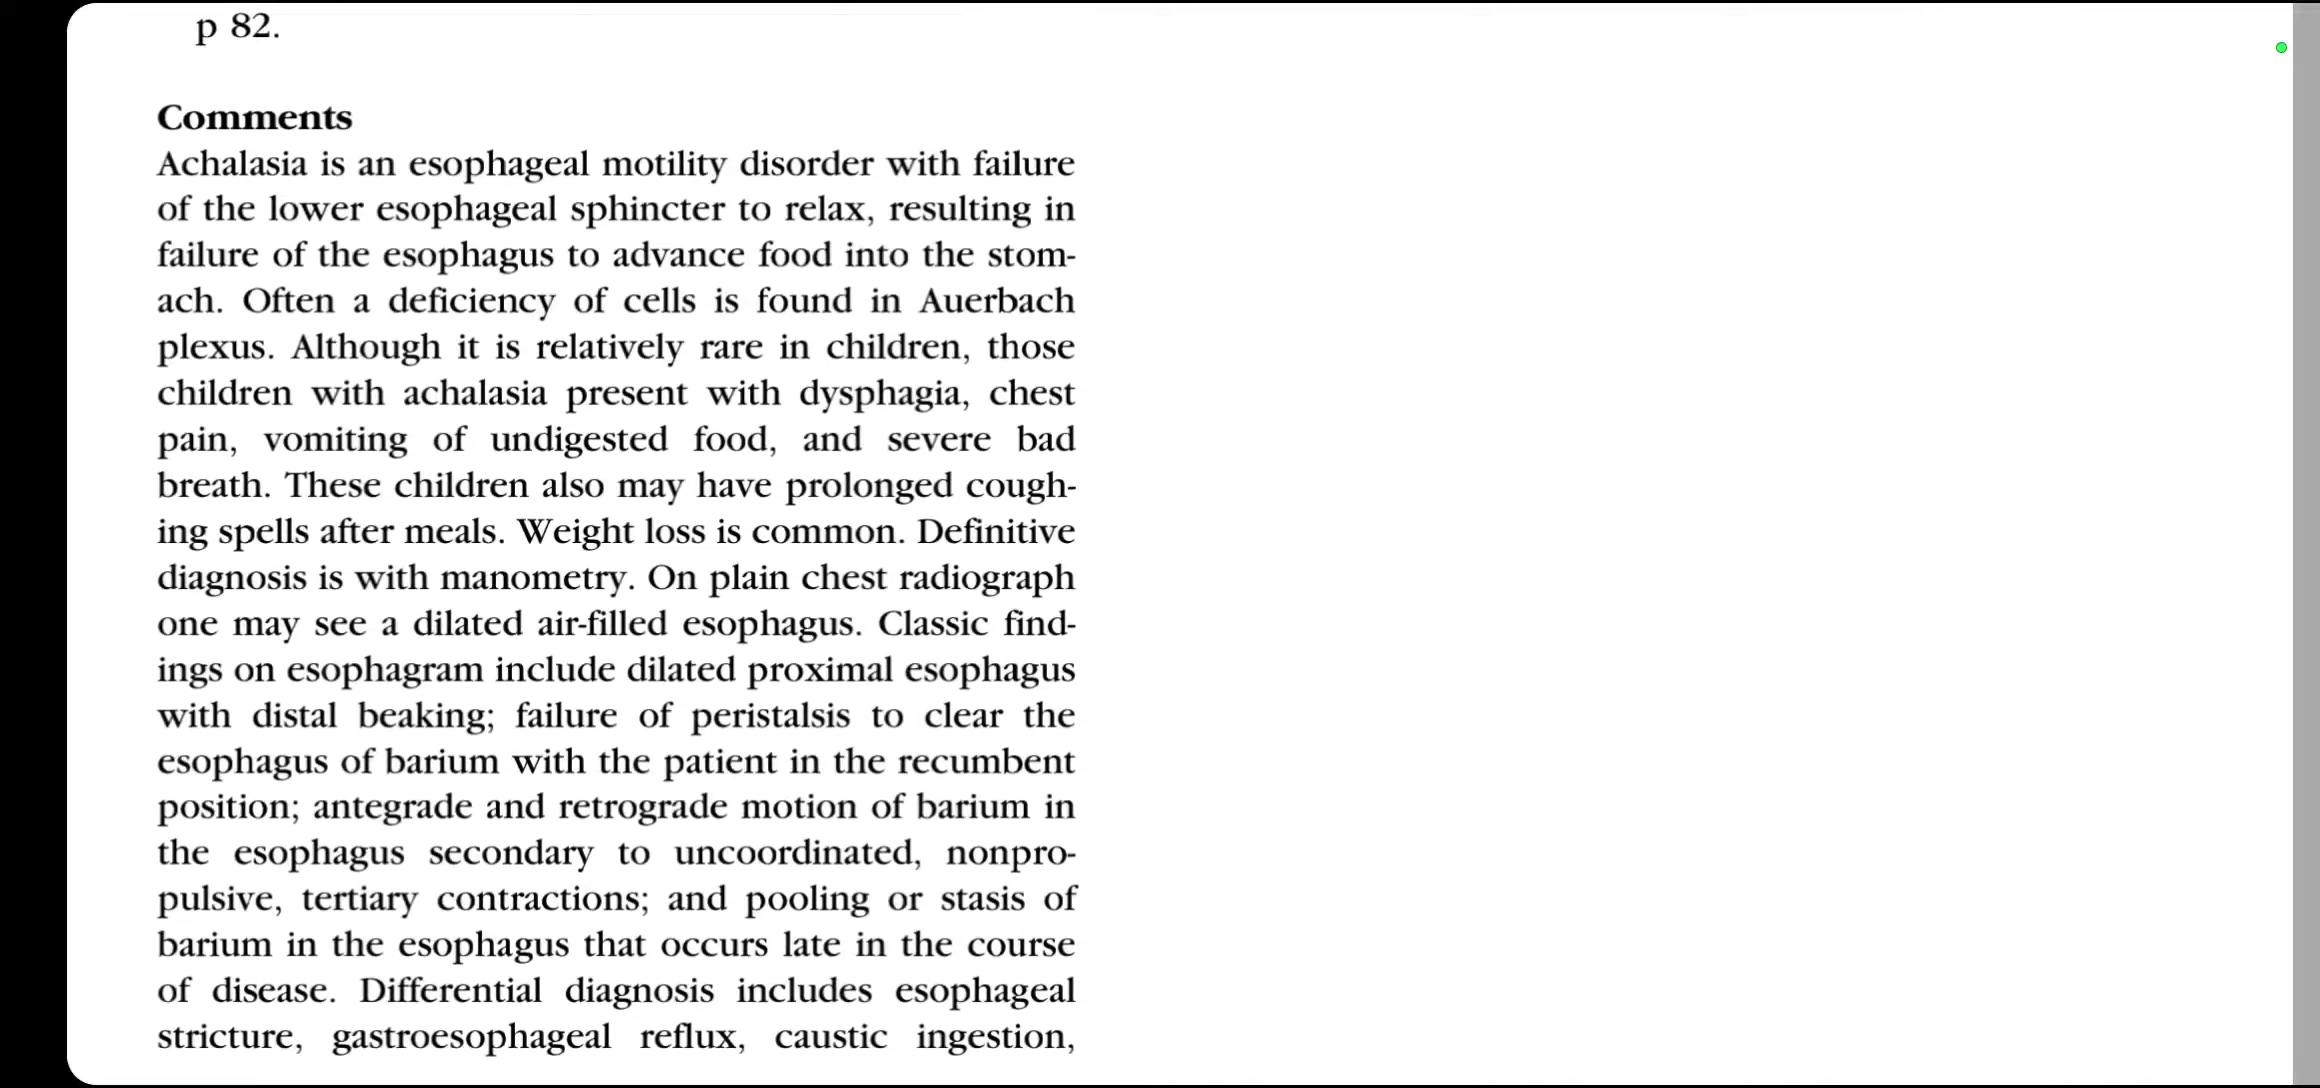 p 82.
Comments
Achalasia is an esophageal motility disorder with failure
of the lower esophageal sphincter to relax, resulting in
failure of the esophagus to advance food into the stom-
ach. Often a deficiency of cells is found in Auerbach
plexus. Although it is relatively rare in children, those
children with achalasia present with dysphagia, chest
pain, vomiting of undigested food, and severe bad
breath. These children also may have prolonged cough-
ing spells after meals. Weight loss is common. Definitive
diagnosis is with manometry. On plain chest radiograph
one may see a dilated air-filled esophagus. Classic find-
ings on esophagram include dilated proximal esophagus
with distal beaking; failure of peristalsis to clear the
esophagus of barium with the patient in the recumbent
position; antegrade and retrograde motion of barium in
the esophagus secondary to uncoordinated, nonpro-
pulsive, tertiary contractions; and pooling or stasis of
barium in the esophagus that occurs late in the course
of disease. Differential diagnosis includes esophageal
stricture, gastroesophageal reflux, caustic ingestion,